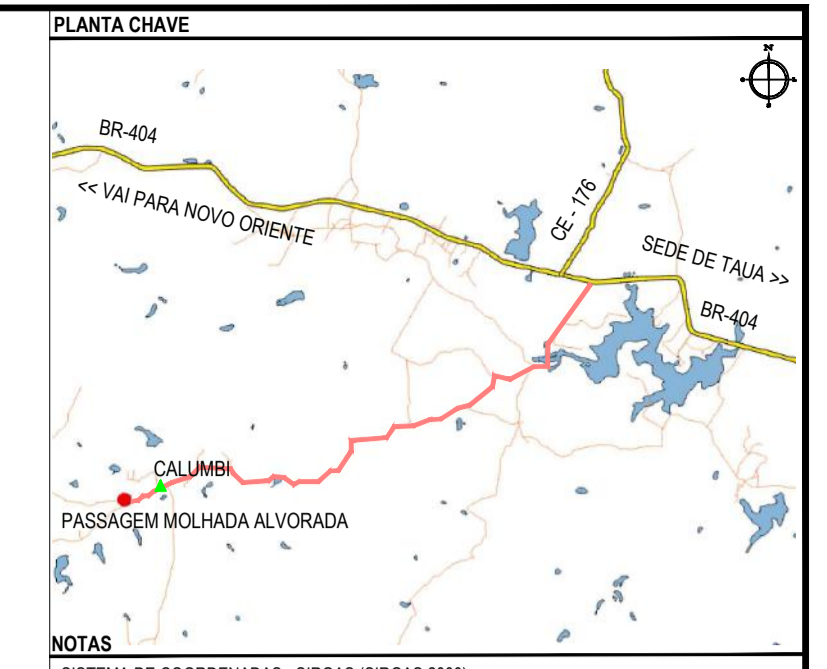 PLANTA CHAVE
N
BR-404
<< VAI PARA NOVO ORIENTE
CE - 176
SEDE DE TAUA >>
BR-404
CALUMBI
PASSAGEM MOLHADA ALVORADA
NOTAS